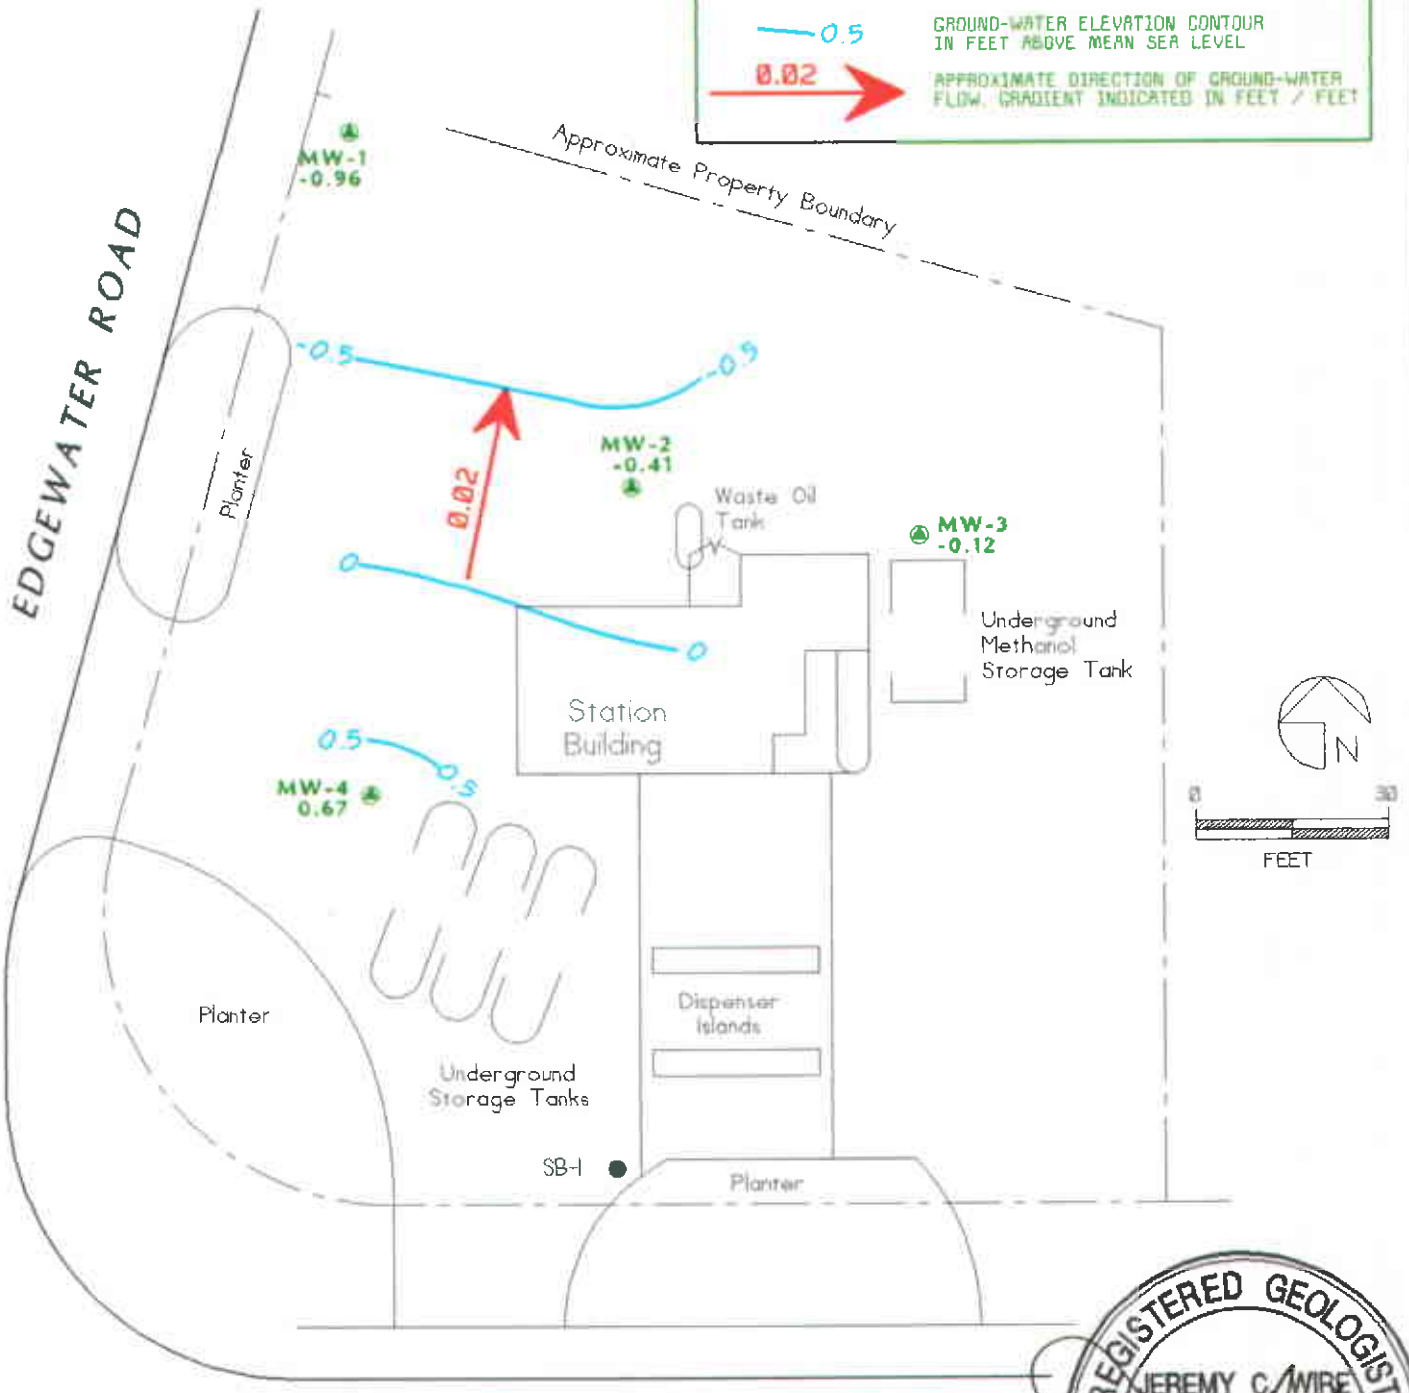 0.5
GROUND-WATER ELEVATION CONTOUR
IN FEET ABOVE MEAN SEA LEVEL
0.02
APPROXIMATE DIRECTION OF GROUND-WATER
FLOW. GRADIENT INDICATED IN FEET / FEET
MW-1
-0.96
Approximate Property Boundary
EDGEWATER ROAD
-0.5
-0.5
Planter
0.02
MW-2
-0.41
Waste Oil
Tank
MW-3
-0.12
0
0
Underground
Methanol
Storage Tank
Station
Building
N
0.5
0.5
MW-4
0.67
0
30
FEET
Planter
Dispenser
Islands
Underground
Storage Tanks
SB-1
Planter
REGISTERED GEOLOGIST
JEREMY C. WIRE